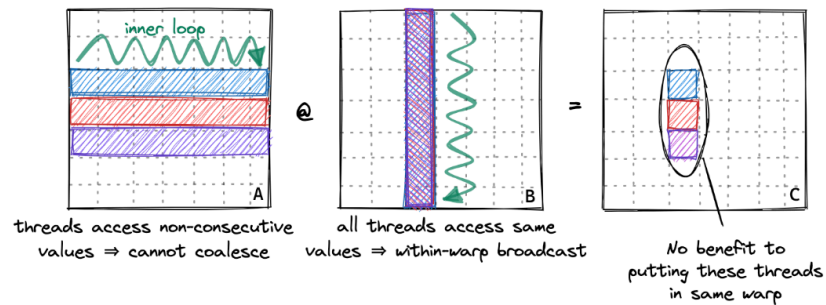 inner loop
A
@
B
=
C
threads access non-consecutive
values ⇒ cannot coalesce
all threads access same
values ⇒ within-warp broadcast
No benefit to
putting these threads
in same warp